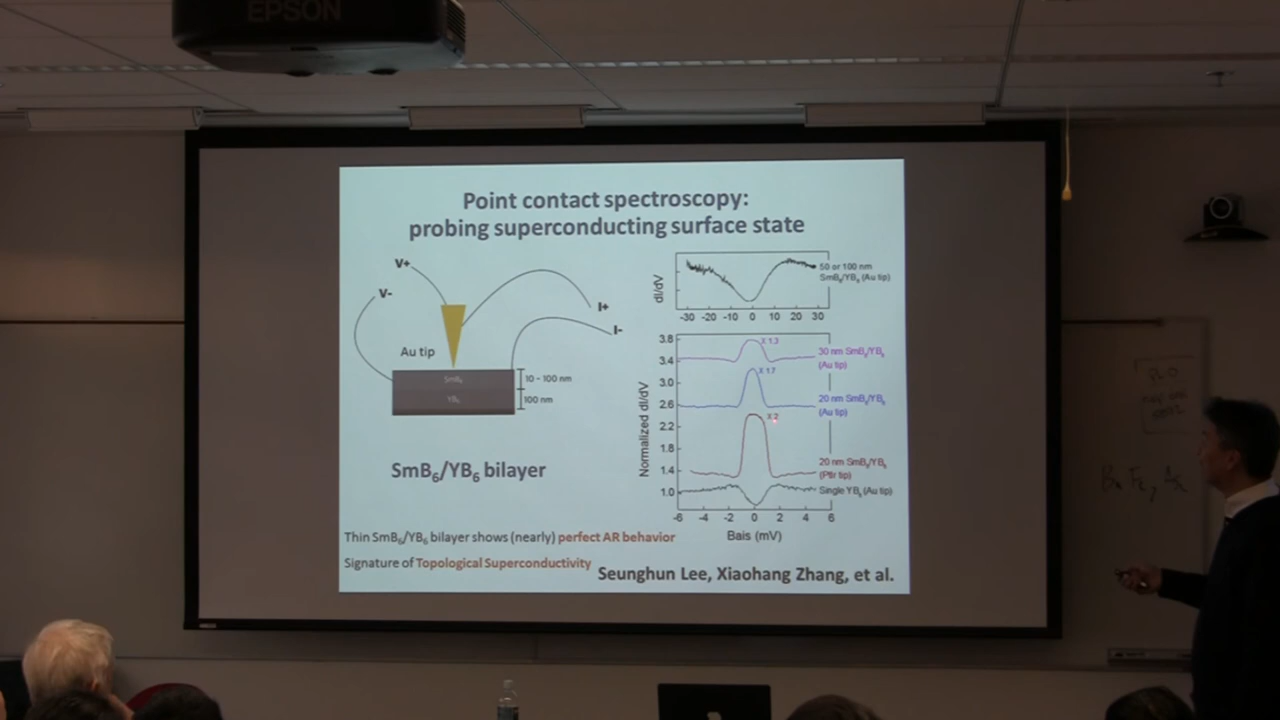 EPSON
Point contact spectroscopy:
probing superconducting surface state
V+
V-
I+
I-
Au tip
SmB₆
YB₆
10 – 100 nm
100 nm
SmB₆/YB₆ bilayer
dI/dV
-30 -20 -10 0 10 20 30
50 or 100 nm
SmB₆/YB₆ (Au tip)
Normalized dI/dV
3.8
3.4
3.0
2.6
2.2
1.8
1.4
1.0
X 1.3
X 1.7
X 2
30 nm SmB₆/YB₆
(Au tip)
20 nm SmB₆/YB₆
(Au tip)
20 nm SmB₆/YB₆
(PtIr tip)
Single YB₆ (Au tip)
-6 -4 -2 0 2 4 6
Bais (mV)
Thin SmB₆/YB₆ bilayer shows (nearly) perfect AR behavior
Signature of Topological Superconductivity
Seunghun Lee, Xiaohang Zhang, et al.